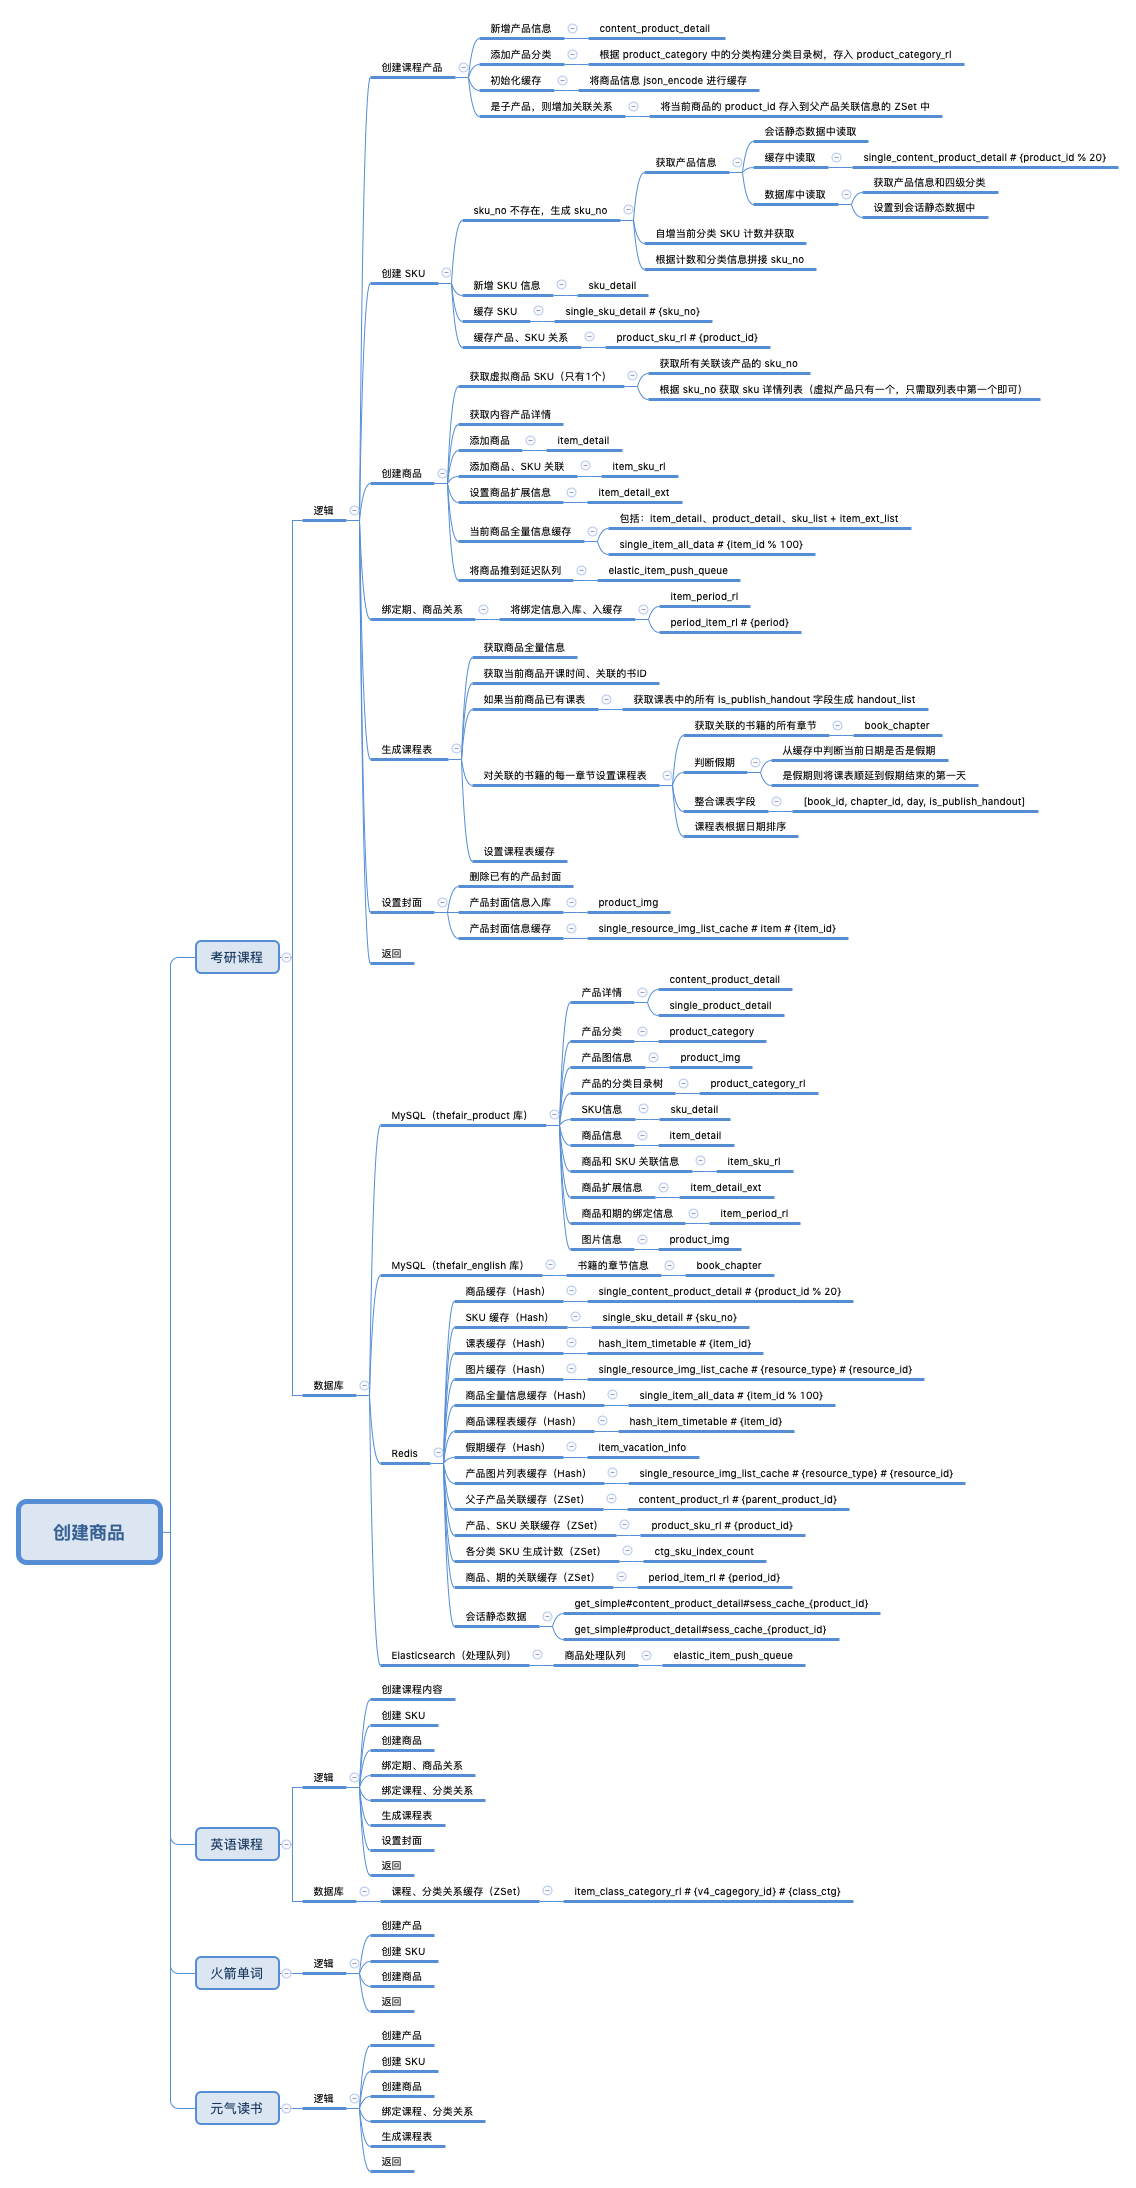 创建商品
考研课程
逻辑
创建课程产品
新增产品信息
content_product_detail
添加产品分类
根据 product_category 中的分类构建分类目录树，存入 product_category_rl
初始化缓存
将商品信息 json_encode 进行缓存
是子产品，则增加关联关系
将当前商品的 product_id 存入到父产品关联信息的 ZSet 中
创建 SKU
sku_no 不存在，生成 sku_no
获取产品信息
会话静态数据中读取
缓存中读取
single_content_product_detail # {product_id % 20}
数据库中读取
获取产品信息和四级分类
设置到会话静态数据中
自增当前分类 SKU 计数并获取
根据计数和分类信息拼接 sku_no
新增 SKU 信息
sku_detail
缓存 SKU
single_sku_detail # {sku_no}
缓存产品、SKU 关系
product_sku_rl # {product_id}
创建商品
获取虚拟商品 SKU（只有1个）
获取所有关联该产品的 sku_no
根据 sku_no 获取 sku 详情列表（虚拟产品只有一个，只需取列表中第一个即可）
获取内容产品详情
添加商品
item_detail
添加商品、SKU 关联
item_sku_rl
设置商品扩展信息
item_detail_ext
当前商品全量信息缓存
包括：item_detail、product_detail、sku_list + item_ext_list
single_item_all_data # {item_id % 100}
将商品推到延迟队列
elastic_item_push_queue
绑定期、商品关系
将绑定信息入库、入缓存
item_period_rl
period_item_rl # {period}
生成课程表
获取商品全量信息
获取当前商品开课时间、关联的书ID
如果当前商品已有课表
获取课表中的所有 is_publish_handout 字段生成 handout_list
对关联的书籍的每一章节设置课程表
获取关联的书籍的所有章节
book_chapter
判断假期
从缓存中判断当前日期是否是假期
是假期则将课表顺延到假期结束的第一天
整合课表字段
[book_id, chapter_id, day, is_publish_handout]
课程表根据日期排序
设置课程表缓存
设置封面
删除已有的产品封面
产品封面信息入库
product_img
产品封面信息缓存
single_resource_img_list_cache # item # {item_id}
返回
数据库
MySQL（thefair_product 库）
产品详情
content_product_detail
single_product_detail
产品分类
product_category
产品图信息
product_img
产品的分类目录树
product_category_rl
SKU信息
sku_detail
商品信息
item_detail
商品和 SKU 关联信息
item_sku_rl
商品扩展信息
item_detail_ext
商品和期的绑定信息
item_period_rl
图片信息
product_img
MySQL（thefair_english 库）
书籍的章节信息
book_chapter
Redis
商品缓存（Hash）
single_content_product_detail # {product_id % 20}
SKU 缓存（Hash）
single_sku_detail # {sku_no}
课表缓存（Hash）
hash_item_timetable # {item_id}
图片缓存（Hash）
single_resource_img_list_cache # {resource_type} # {resource_id}
商品全量信息缓存（Hash）
single_item_all_data # {item_id % 100}
商品课程表缓存（Hash）
hash_item_timetable # {item_id}
假期缓存（Hash）
item_vacation_info
产品图片列表缓存（Hash）
single_resource_img_list_cache # {resource_type} # {resource_id}
父子产品关联缓存（ZSet）
content_product_rl # {parent_product_id}
产品、SKU 关联缓存（ZSet）
product_sku_rl # {product_id}
各分类 SKU 生成计数（ZSet）
ctg_sku_index_count
商品、期的关联缓存（ZSet）
period_item_rl # {period_id}
会话静态数据
get_simple#content_product_detail#sess_cache_{product_id}
get_simple#product_detail#sess_cache_{product_id}
Elasticsearch（处理队列）
商品处理队列
elastic_item_push_queue
英语课程
逻辑
创建课程内容
创建 SKU
创建商品
绑定期、商品关系
绑定课程、分类关系
生成课程表
设置封面
返回
数据库
课程、分类关系缓存（ZSet）
item_class_category_rl # {v4_cagegory_id} # {class_ctg}
火箭单词
逻辑
创建产品
创建 SKU
创建商品
返回
元气读书
逻辑
创建产品
创建 SKU
创建商品
绑定课程、分类关系
生成课程表
返回